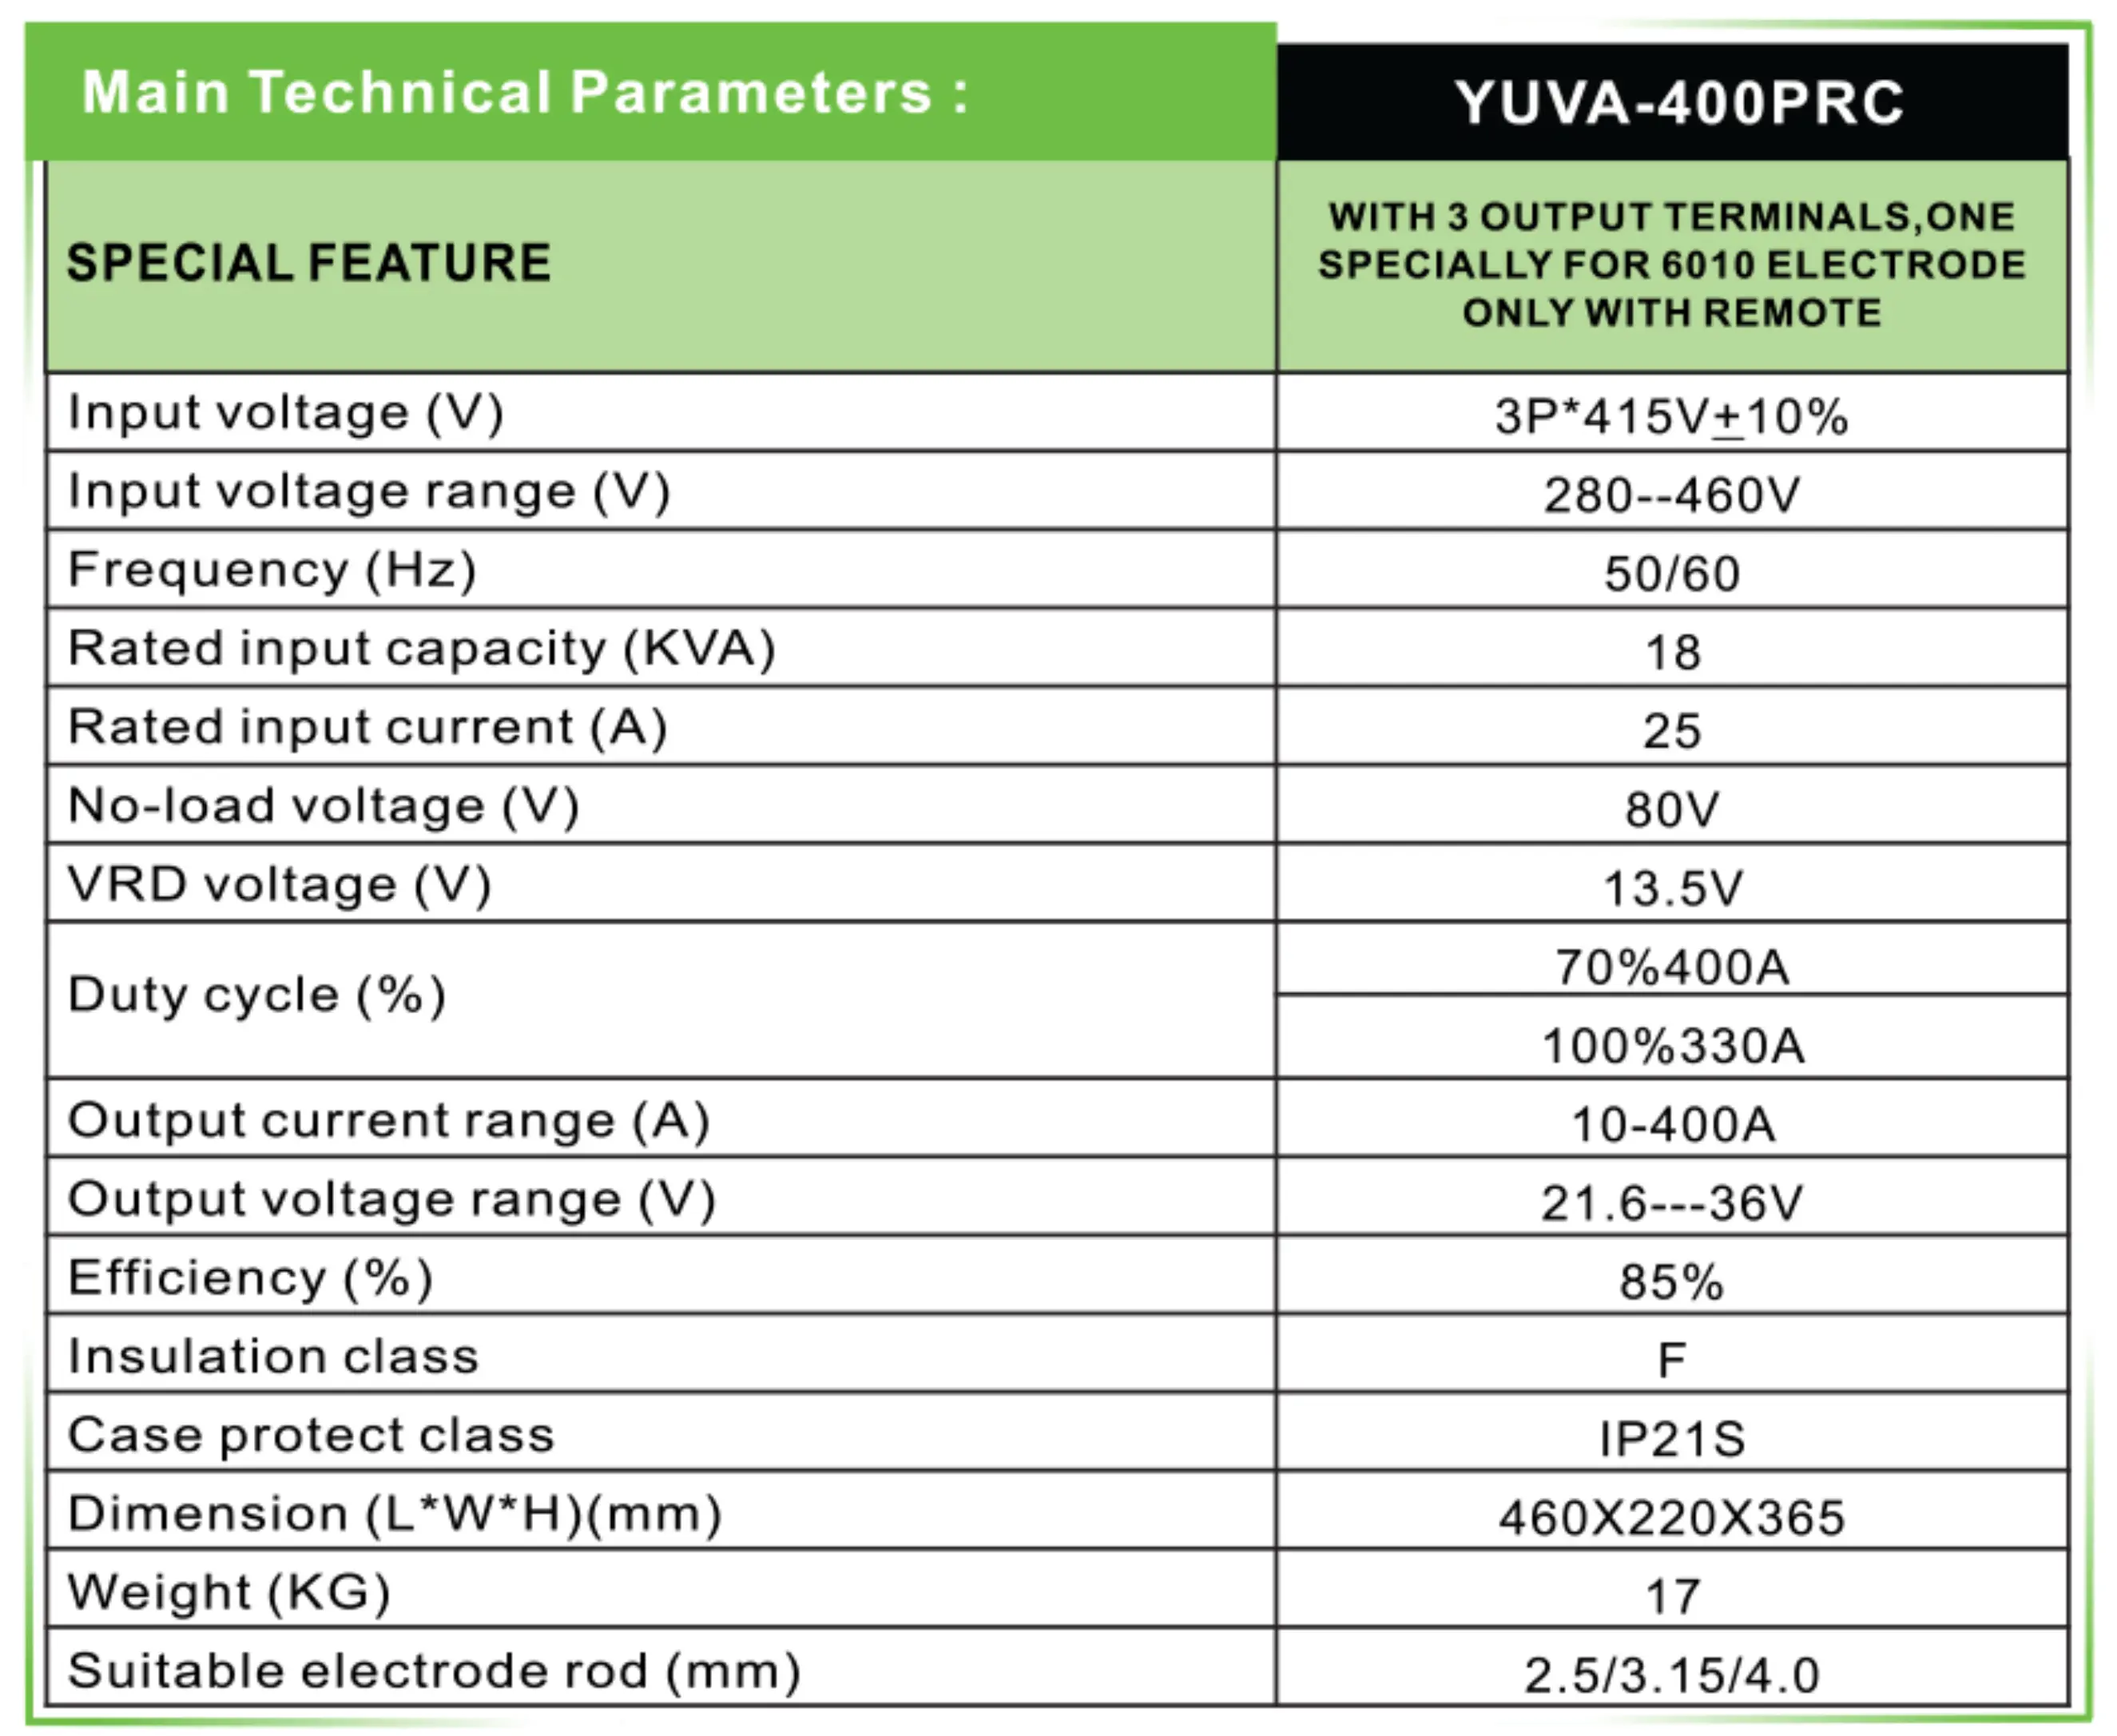 Main Technical Parameters :
YUVA-400PRC
SPECIAL FEATURE
WITH 3 OUTPUT TERMINALS,ONE
SPECIALLY FOR 6010 ELECTRODE
ONLY WITH REMOTE
Input voltage (V)
3P*415V±10%
Input voltage range (V)
280--460V
Frequency (Hz)
50/60
Rated input capacity (KVA)
18
Rated input current (A)
25
No-load voltage (V)
80V
VRD voltage (V)
13.5V
Duty cycle (%)
70%400A
100%330A
Output current range (A)
10-400A
Output voltage range (V)
21.6---36V
Efficiency (%)
85%
Insulation class
F
Case protect class
IP21S
Dimension (L*W*H)(mm)
460X220X365
Weight (KG)
17
Suitable electrode rod (mm)
2.5/3.15/4.0